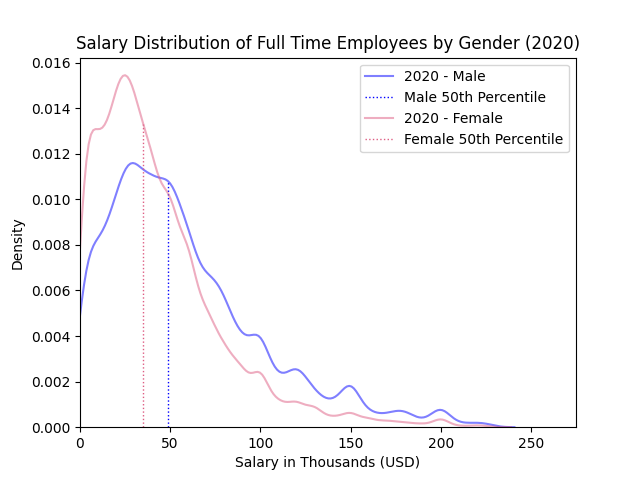 Salary Distribution of Full Time Employees by Gender (2020)
0.016
0.014
0.012
0.010
0.008
0.006
0.004
0.002
0.000
Density
2020 - Male
Male 50th Percentile
2020 - Female
Female 50th Percentile
0 50 100 150 200 250
Salary in Thousands (USD)